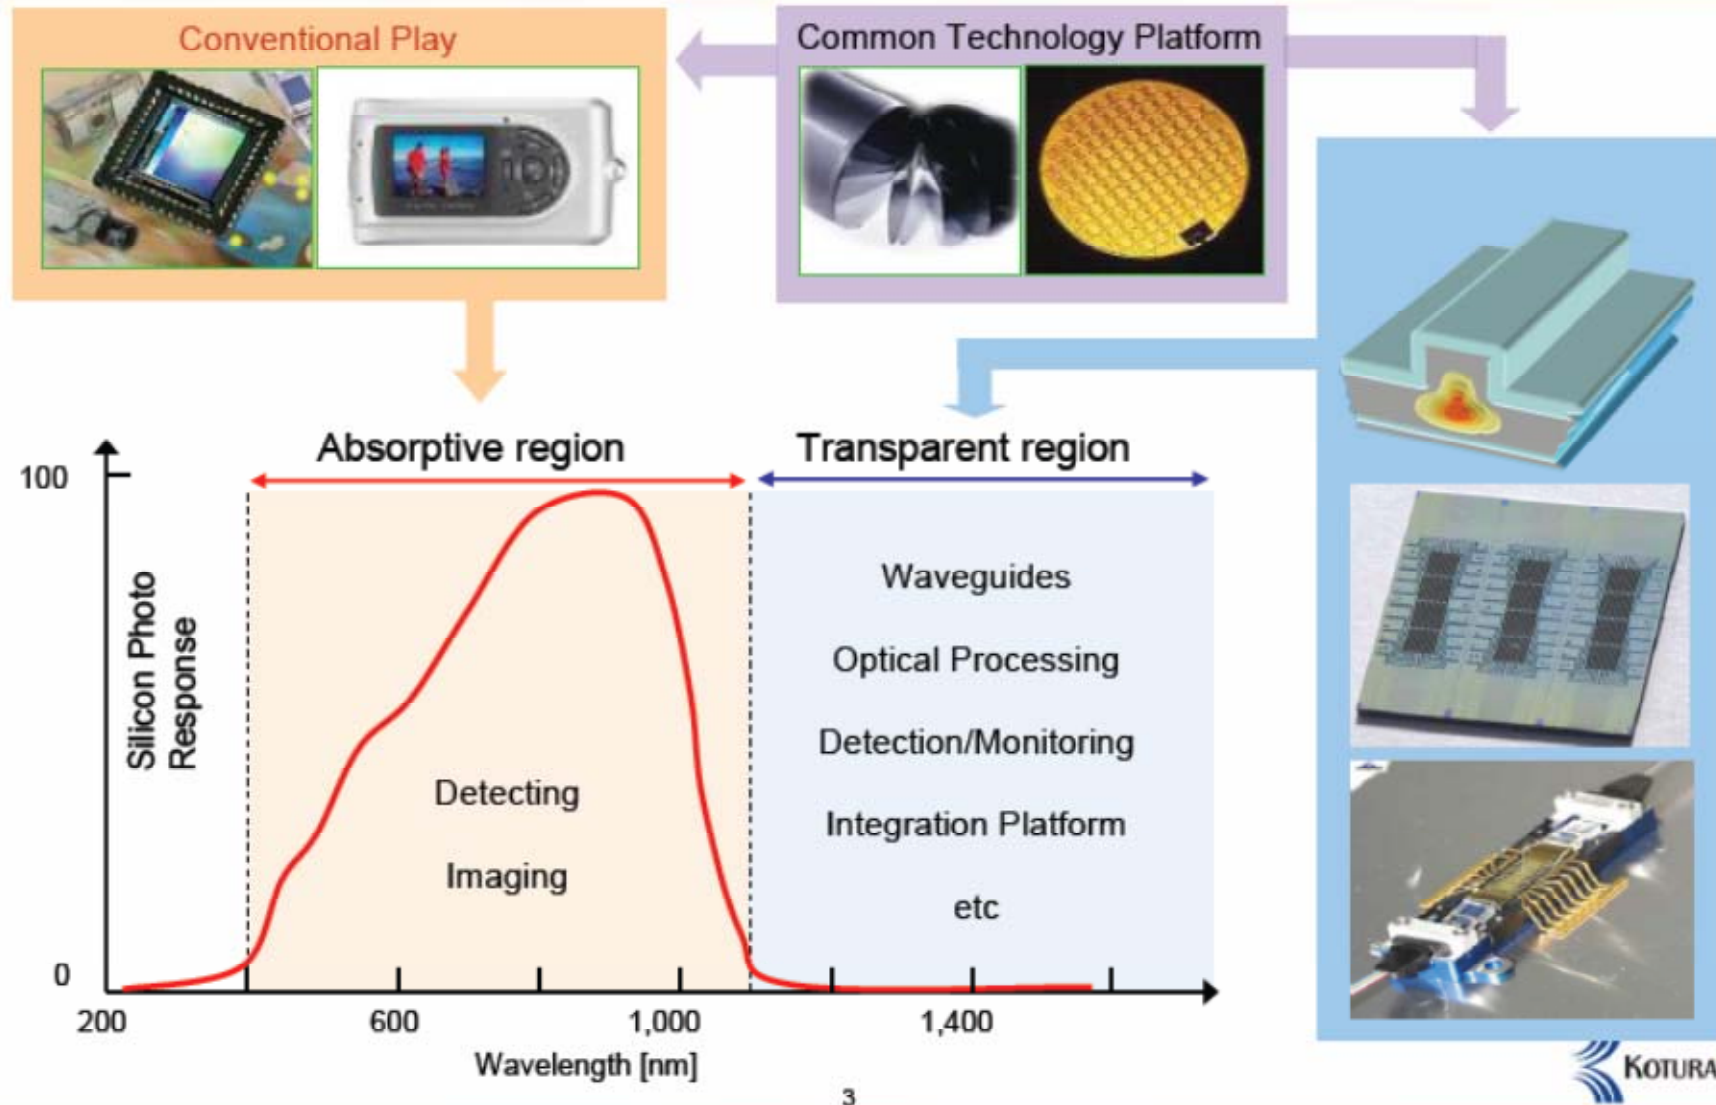 Conventional Play
Common Technology Platform
Absorptive region
Transparent region
100
0
Silicon Photo
Response
Detecting
Imaging
Waveguides
Optical Processing
Detection/Monitoring
Integration Platform
etc
200
600
1,000
1,400
Wavelength [nm]
3
KOTURA